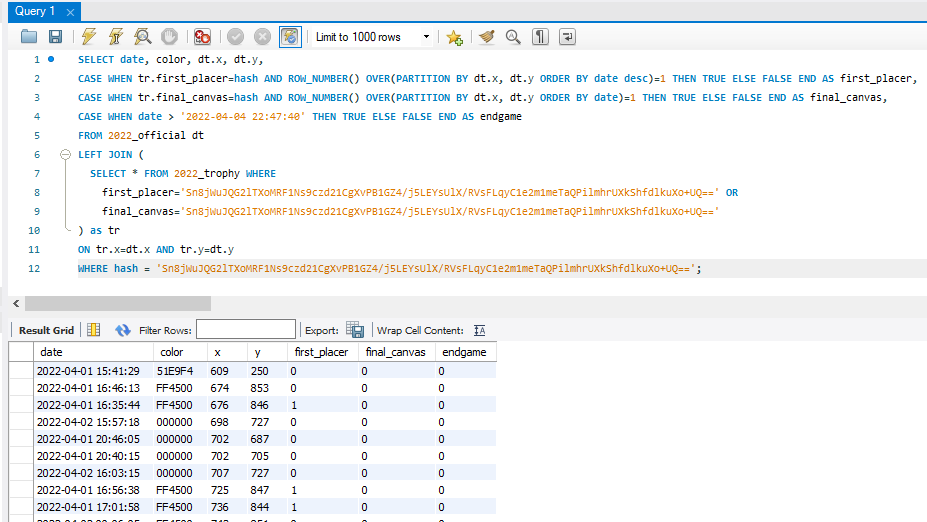 Query 1
Limit to 1000 rows
1 SELECT date, color, dt.x, dt.y,
2 CASE WHEN tr.first_placer=hash AND ROW_NUMBER() OVER(PARTITION BY dt.x, dt.y ORDER BY date desc)=1 THEN TRUE ELSE FALSE END AS first_placer,
3 CASE WHEN tr.final_canvas=hash AND ROW_NUMBER() OVER(PARTITION BY dt.x, dt.y ORDER BY date)=1 THEN TRUE ELSE FALSE END AS final_canvas,
4 CASE WHEN date > '2022-04-04 22:47:40' THEN TRUE ELSE FALSE END AS endgame
5 FROM 2022_official dt
6 LEFT JOIN (
7 SELECT * FROM 2022_trophy WHERE
8 first_placer='Sn8jWuJQG2lTXoMRF1Ns9czd21CgXvPB1GZ4/j5LEYsUlX/RVsFLqyC1e2m1meTaQPilmhrUXkShfdlkuXo+UQ==' OR
9 final_canvas='Sn8jWuJQG2lTXoMRF1Ns9czd21CgXvPB1GZ4/j5LEYsUlX/RVsFLqyC1e2m1meTaQPilmhrUXkShfdlkuXo+UQ=='
10 ) as tr
11 ON tr.x=dt.x AND tr.y=dt.y
12 WHERE hash = 'Sn8jWuJQG2lTXoMRF1Ns9czd21CgXvPB1GZ4/j5LEYsUlX/RVsFLqyC1e2m1meTaQPilmhrUXkShfdlkuXo+UQ==';
Result Grid Filter Rows: Export: Wrap Cell Content:
date color x y first_placer final_canvas endgame
2022-04-01 15:41:29 51E9F4 609 250 0 0 0
2022-04-01 16:46:13 FF4500 674 853 0 0 0
2022-04-01 16:35:44 FF4500 676 846 1 0 0
2022-04-02 15:57:18 000000 698 727 0 0 0
2022-04-01 20:46:05 000000 702 687 0 0 0
2022-04-01 20:40:15 000000 702 705 0 0 0
2022-04-02 16:03:15 000000 707 727 0 0 0
2022-04-01 16:56:38 FF4500 725 847 1 0 0
2022-04-01 17:01:58 FF4500 736 844 1 0 0